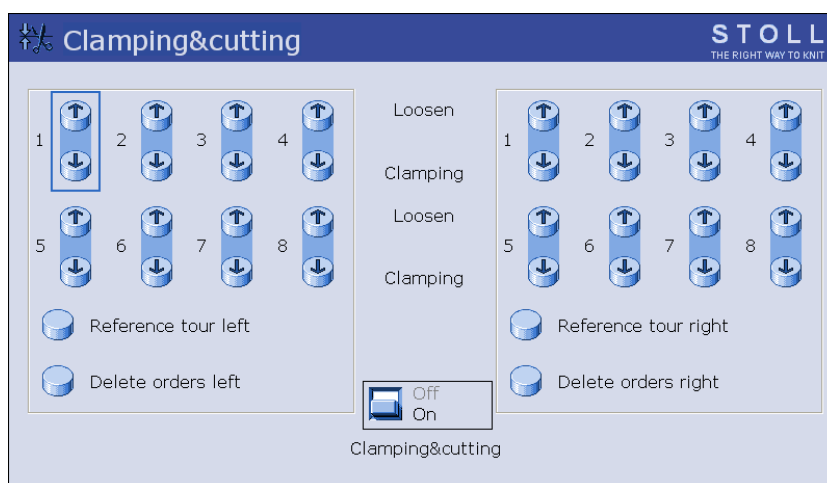 Clamping&cutting
STOLL
THE RIGHT WAY TO KNIT
1 2 3 4 Loosen 1 2 3 4
Clamping
5 6 7 8 Loosen 5 6 7 8
Clamping
Reference tour left
Reference tour right
Delete orders left
Delete orders right
Off
On
Clamping&cutting